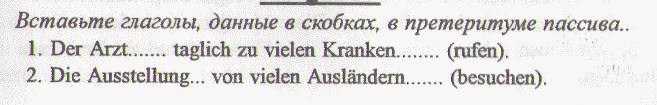 Вставьте глаголы, данные в скобках, в претеритуме пассива..
1. Der Arzt....... taglich zu vielen Kranken........ (rufen).
2. Die Ausstellung... von vielen Ausländern....... (besuchen).